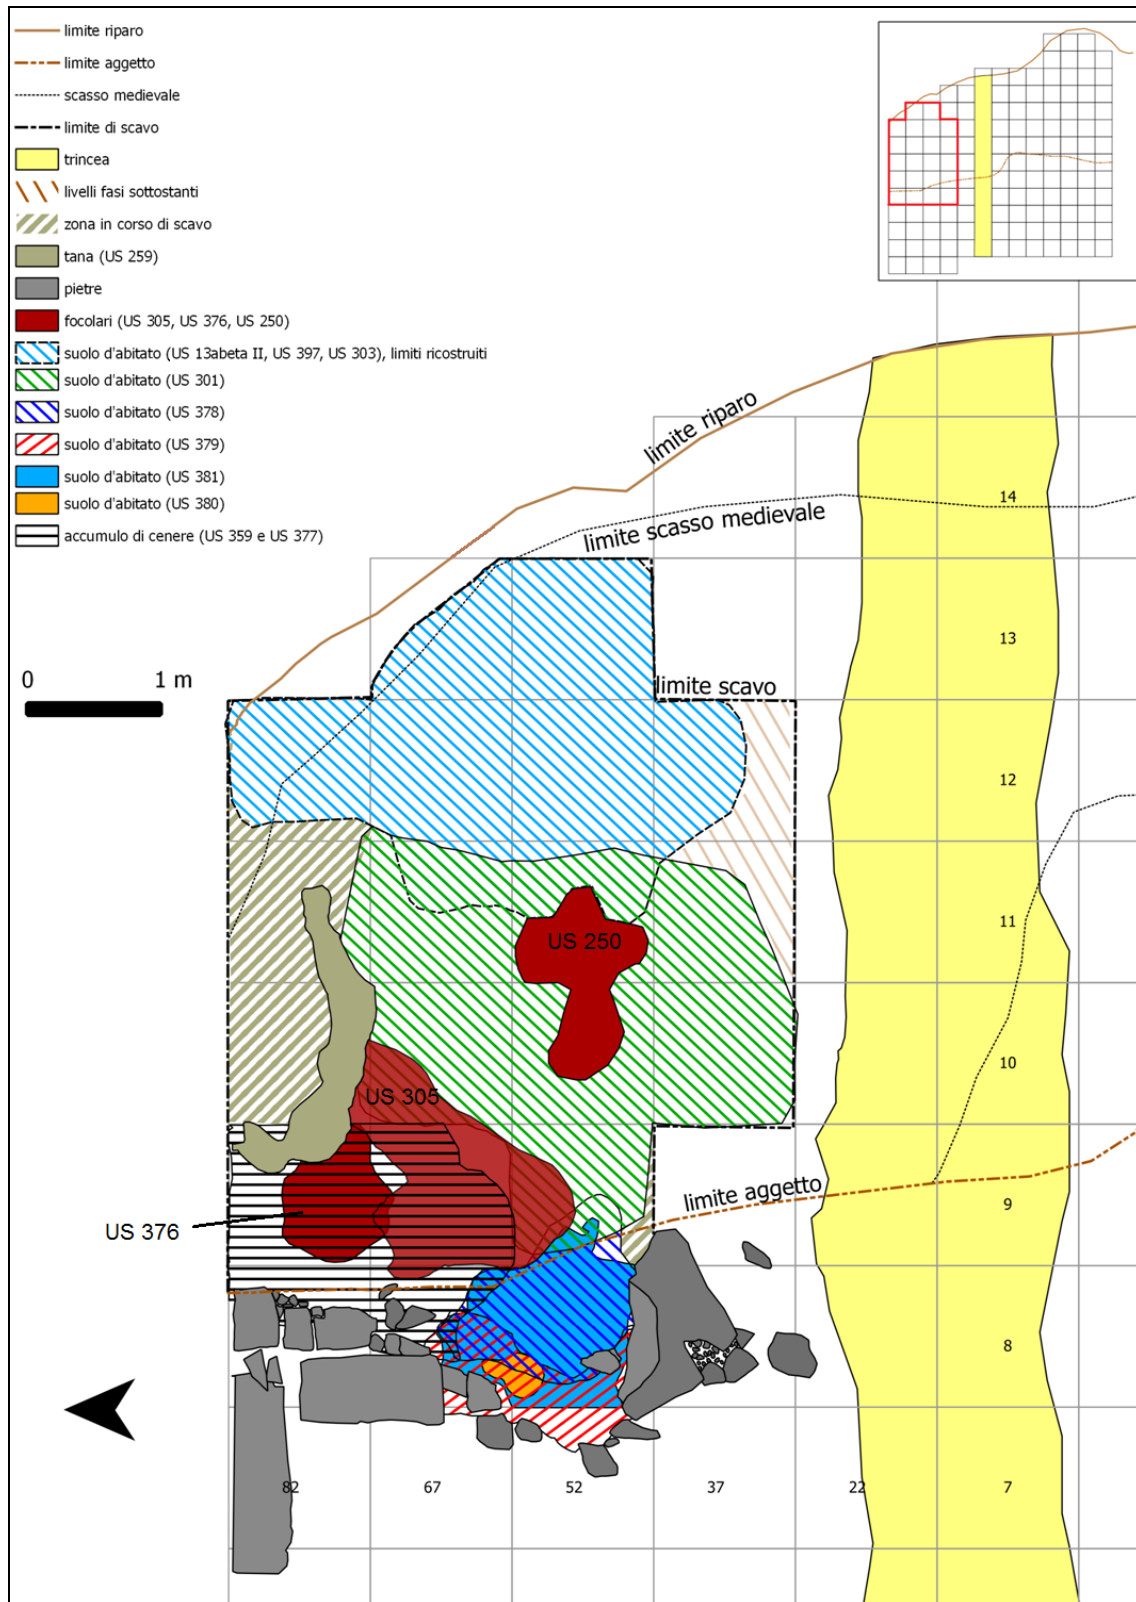 limite riparo
limite aggetto
scasso medievale
limite di scavo
trincea
livelli fasi sottostanti
zona in corso di scavo
tana (US 259)
pietre
focolari (US 305, US 376, US 250)
suolo d'abitato (US 13abeta II, US 397, US 303), limiti ricostruiti
suolo d'abitato (US 301)
suolo d'abitato (US 378)
suolo d'abitato (US 379)
suolo d'abitato (US 381)
suolo d'abitato (US 380)
accumulo di cenere (US 359 e US 377)
limite riparo
14
limite scasso medievale
13
0 1 m
limite scavo
12
11
US 250
10
US 305
limite aggetto
9
US 376
8
82 67 52 37 22 7